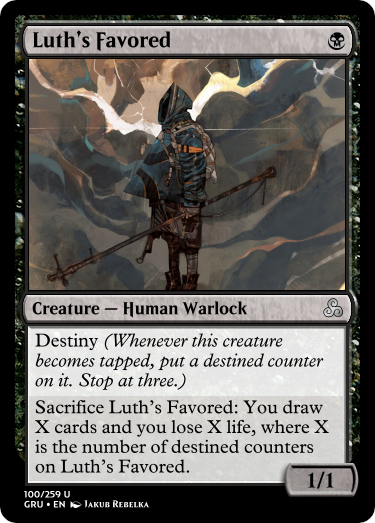 Luth's Favored
Creature — Human Warlock
Destiny (Whenever this creature
becomes tapped, put a destined counter
on it. Stop at three.)
Sacrifice Luth's Favored: You draw
X cards and you lose X life, where X
is the number of destined counters
on Luth's Favored.
1/1
100/259 U
GRU • EN Jakub Rebelka